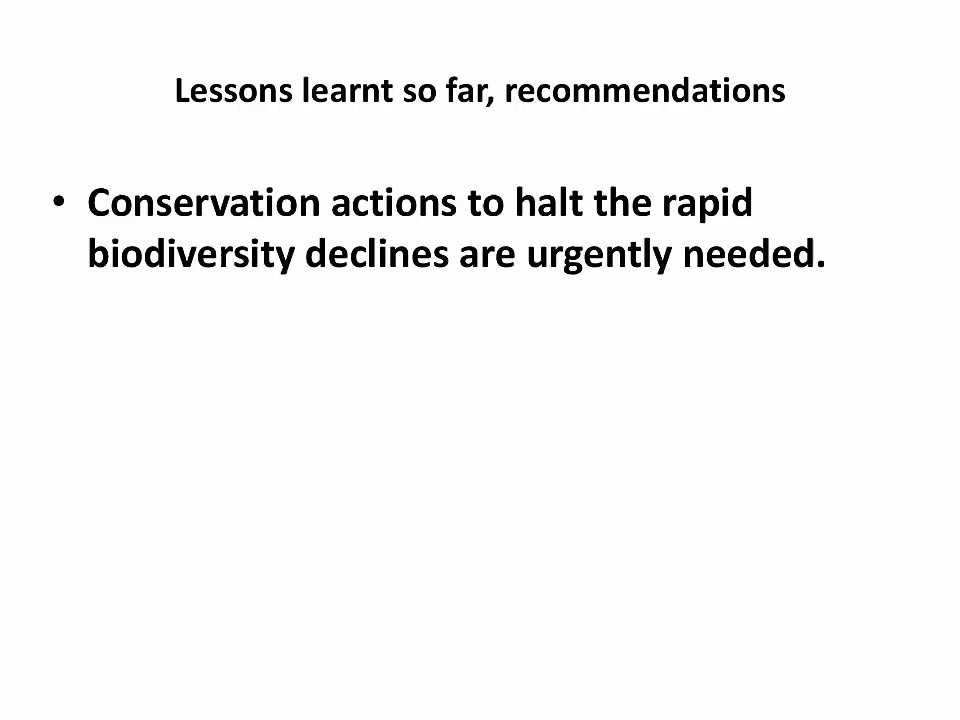 Lessons learnt so far, recommendations
• Conservation actions to halt the rapid
biodiversity declines are urgently needed.